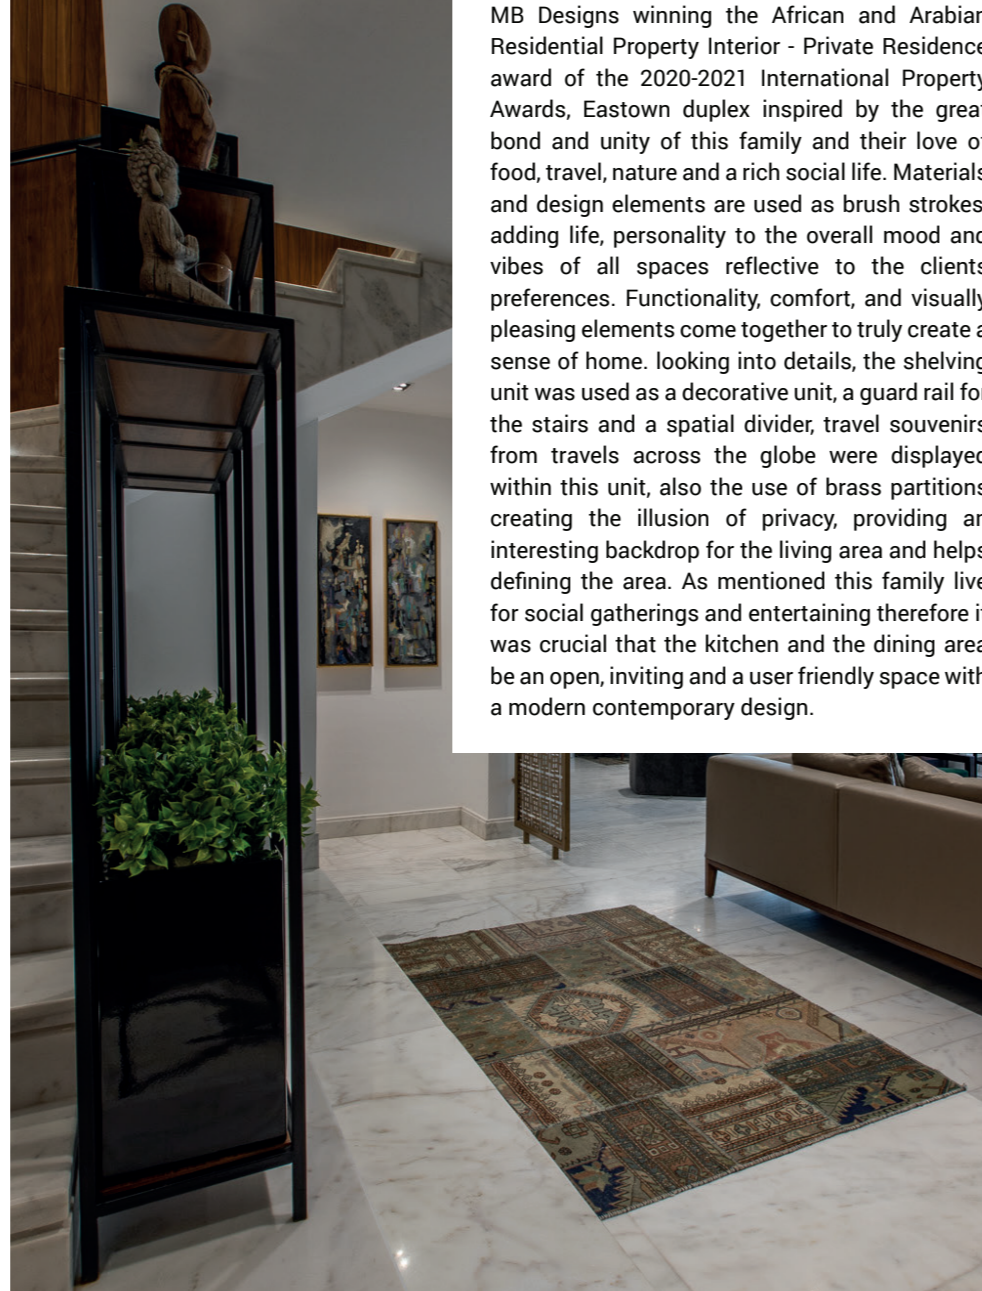 MB Designs winning the African and Arabian
Residential Property Interior - Private Residence
award of the 2020-2021 International Property
Awards, Eastown duplex inspired by the great
bond and unity of this family and their love of
food, travel, nature and a rich social life. Materials
and design elements are used as brush strokes
adding life, personality to the overall mood and
vibes of all spaces reflective to the clients
preferences. Functionality, comfort, and visually
pleasing elements come together to truly create a
sense of home. looking into details, the shelving
unit was used as a decorative unit, a guard rail for
the stairs and a spatial divider, travel souvenirs
from travels across the globe were displayed
within this unit, also the use of brass partitions
creating the illusion of privacy, providing an
interesting backdrop for the living area and helps
defining the area. As mentioned this family live
for social gatherings and entertaining therefore it
was crucial that the kitchen and the dining area
be an open, inviting and a user friendly space with
a modern contemporary design.